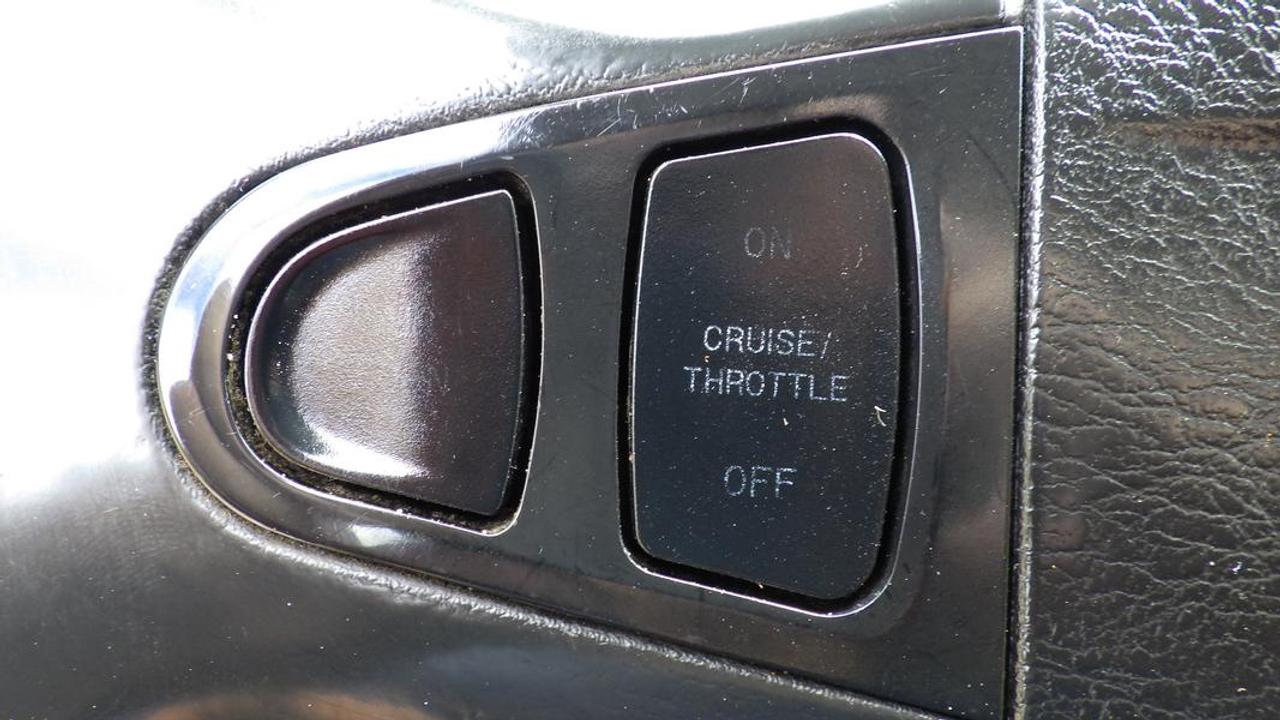 ON
CRUISE/
THROTTLE
OFF